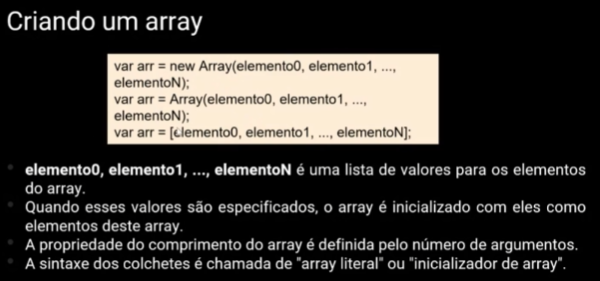 Criando um array
var arr = new Array(elemento0, elemento1, ...,
elementoN);
var arr = Array(elemento0, elemento1, ...,
elementoN);
var arr = [elemento0, elemento1, ..., elementoN];
elemento0, elemento1, ..., elementoN é uma lista de valores para os elementos
do array.
Quando esses valores são especificados, o array é inicializado com eles como
elementos deste array.
A propriedade do comprimento do array é definida pelo número de argumentos.
A sintaxe dos colchetes é chamada de "array literal" ou "inicializador de array".